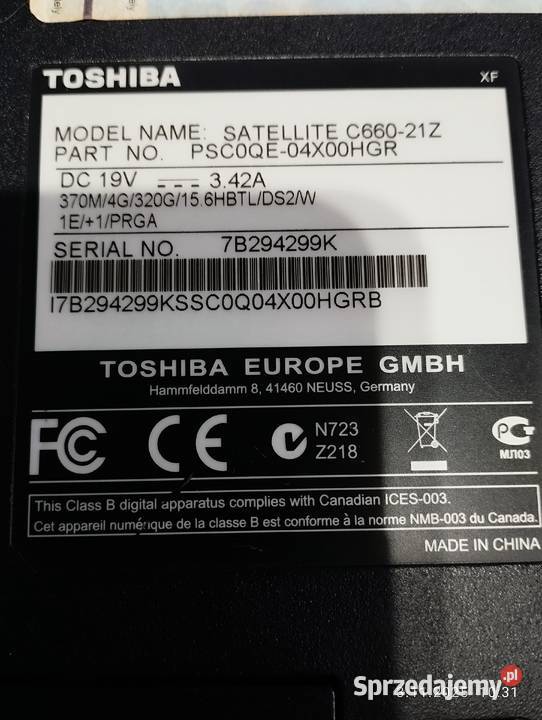 TOSHIBA XF
MODEL NAME: SATELLITE C660-21Z
PART NO. PSC0QE-04X00HGR
DC 19V 3.42A
370M/4G/320G/15.6HBTL/DS2/W
1E/+1/PRGA
SERIAL NO. 7B294299K
I7B294299KSSC0Q04X00HGRB
TOSHIBA EUROPE GMBH
Hammfelddamm 8, 41460 NEUSS, Germany
FC CE N723
Z218
МЛ03
This Class B digital apparatus complies with Canadian ICES-003.
Cet appareil numérique de la classe B est conforme à la norme NMB-003 du Canada.
MADE IN CHINA
Sprzedajemy.pl
10:31